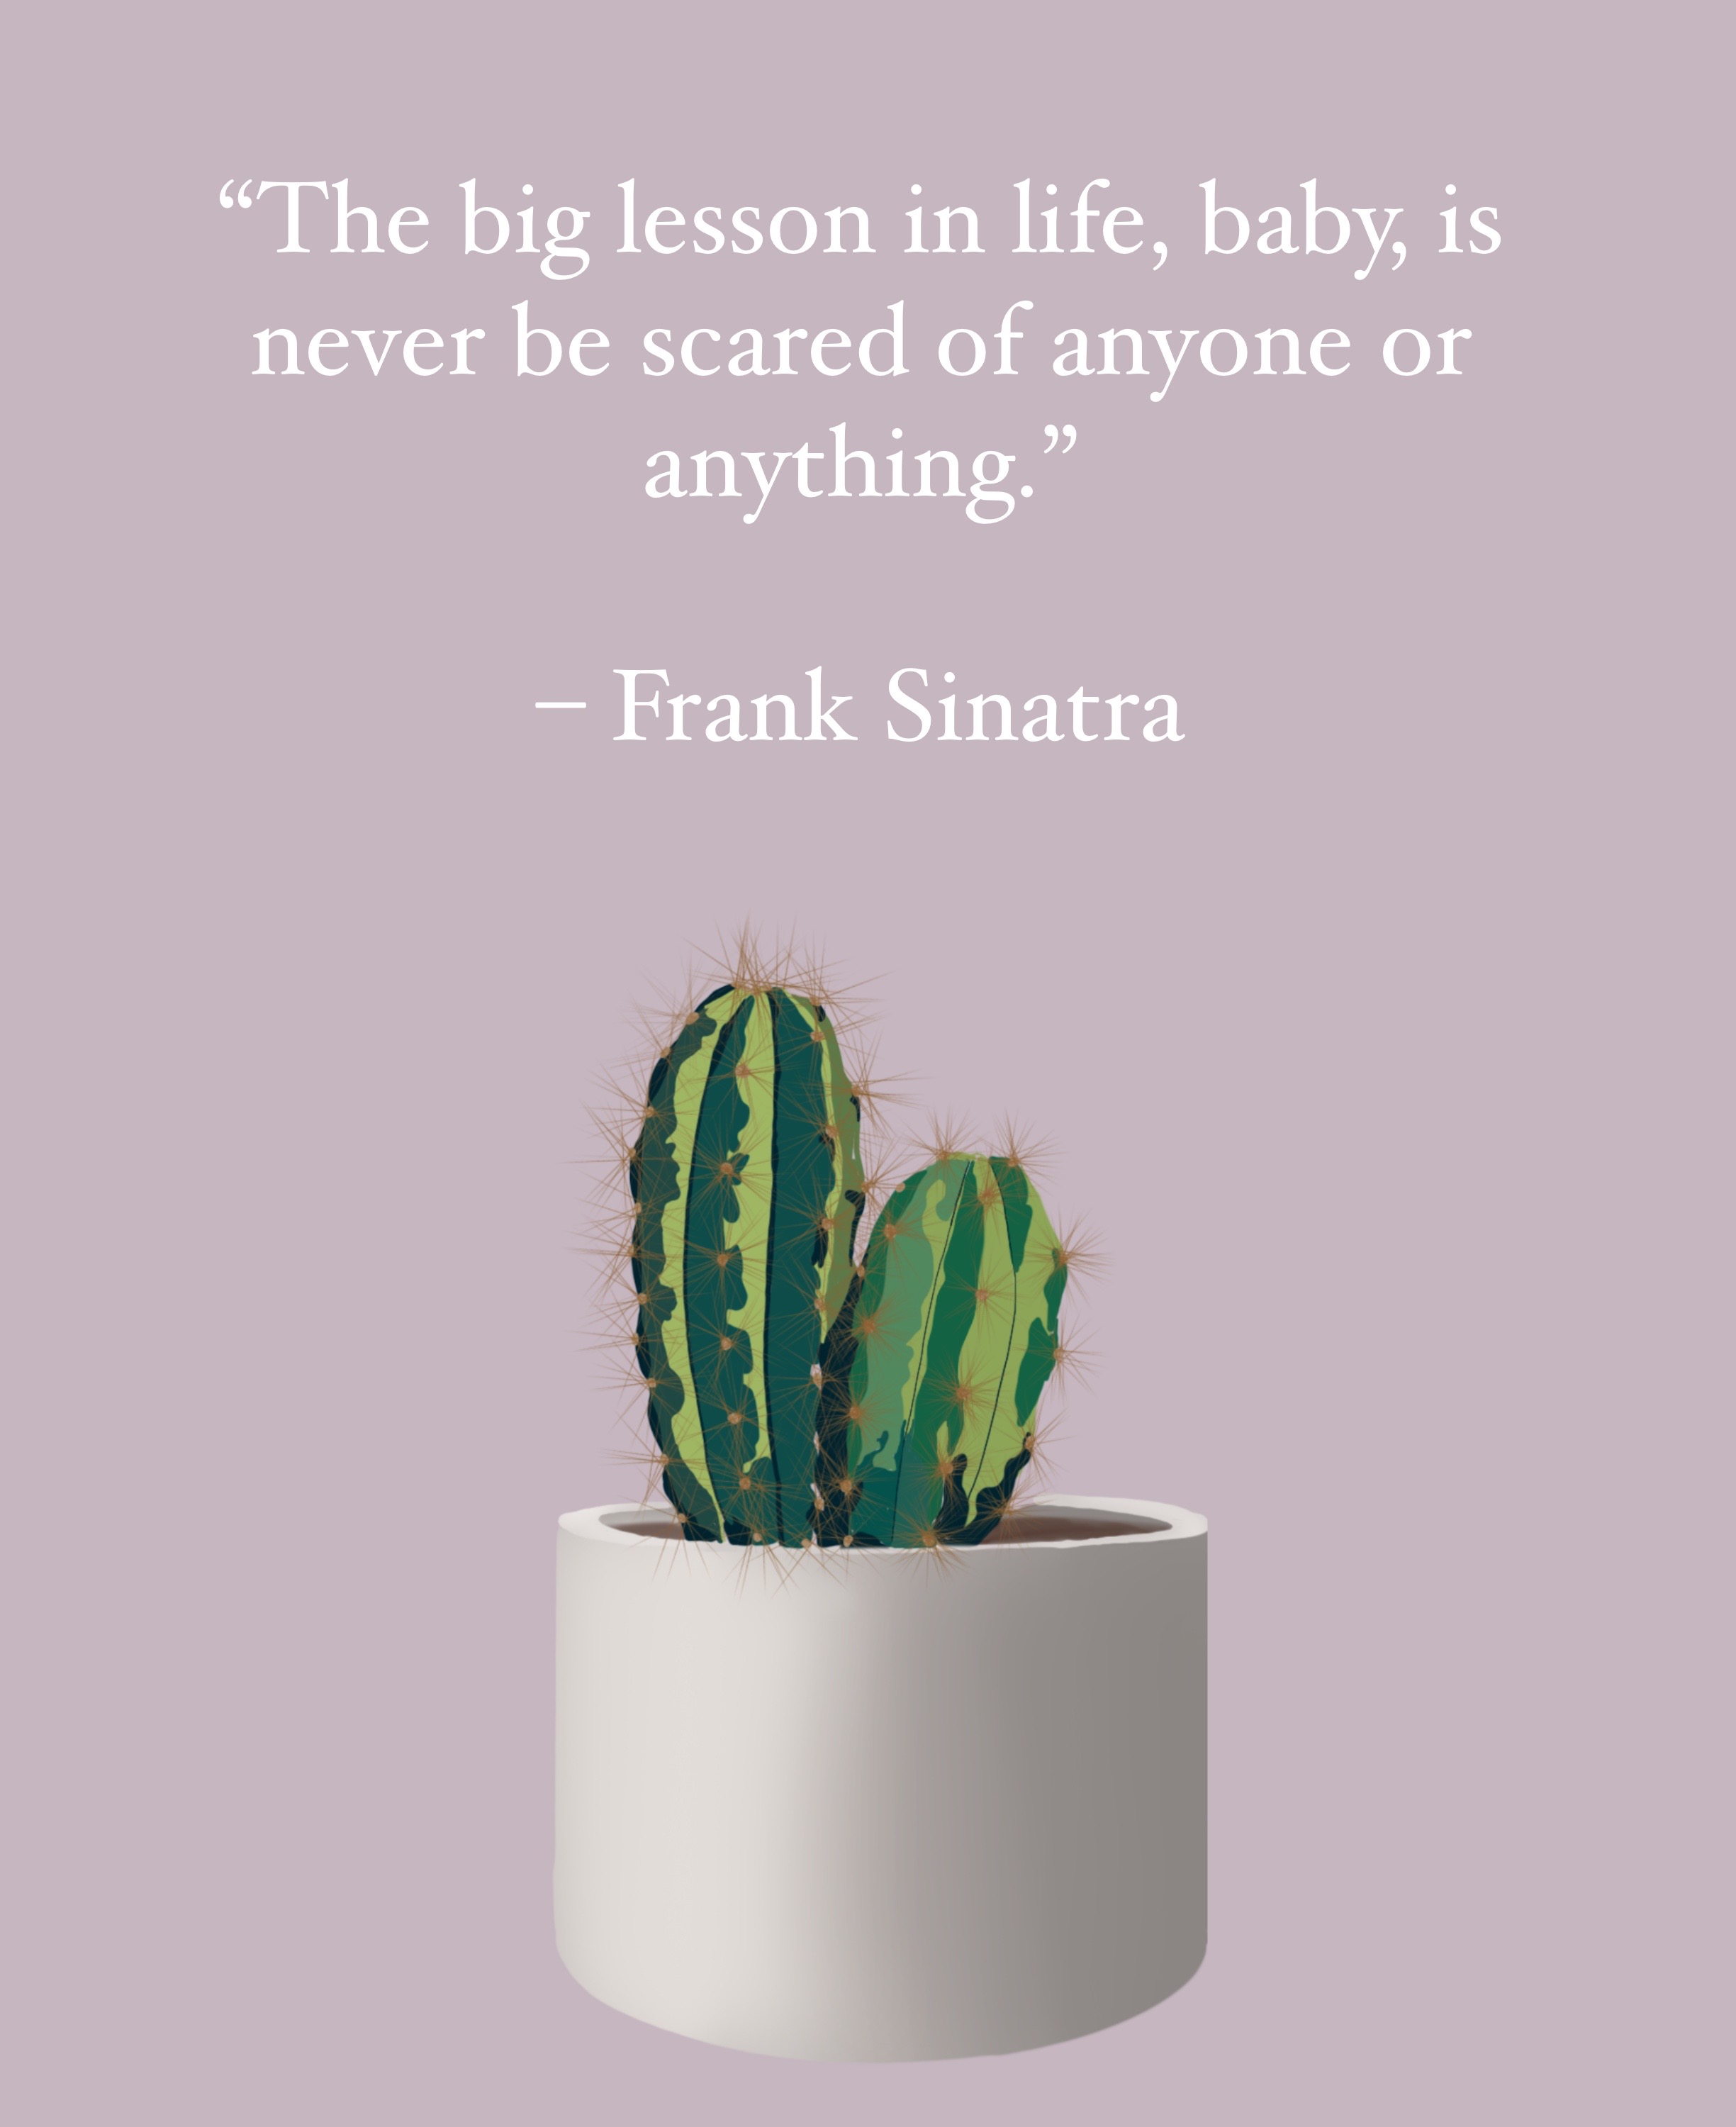 “The big lesson in life, baby, is
never be scared of anyone or
anything.”
– Frank Sinatra